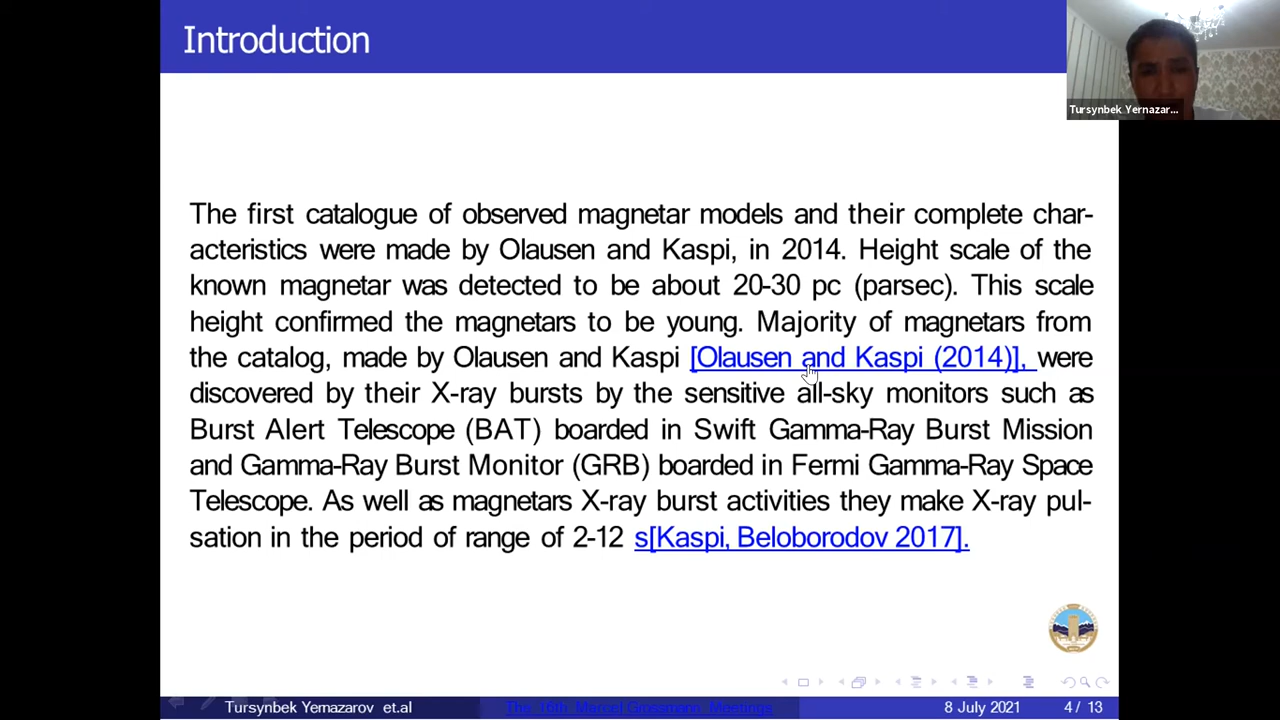 Introduction
Tursynbek Yernazar...
The first catalogue of observed magnetar models and their complete char-
acteristics were made by Olausen and Kaspi, in 2014. Height scale of the
known magnetar was detected to be about 20-30 pc (parsec). This scale
height confirmed the magnetars to be young. Majority of magnetars from
the catalog, made by Olausen and Kaspi [Olausen and Kaspi (2014)], were
discovered by their X-ray bursts by the sensitive all-sky monitors such as
Burst Alert Telescope (BAT) boarded in Swift Gamma-Ray Burst Mission
and Gamma-Ray Burst Monitor (GRB) boarded in Fermi Gamma-Ray Space
Telescope. As well as magnetars X-ray burst activities they make X-ray pul-
sation in the period of range of 2-12 s[Kaspi, Beloborodov 2017].
Tursynbek Yernazarov et.al
The 16th Marcel Grossmann Meetings
8 July 2021
4 / 13